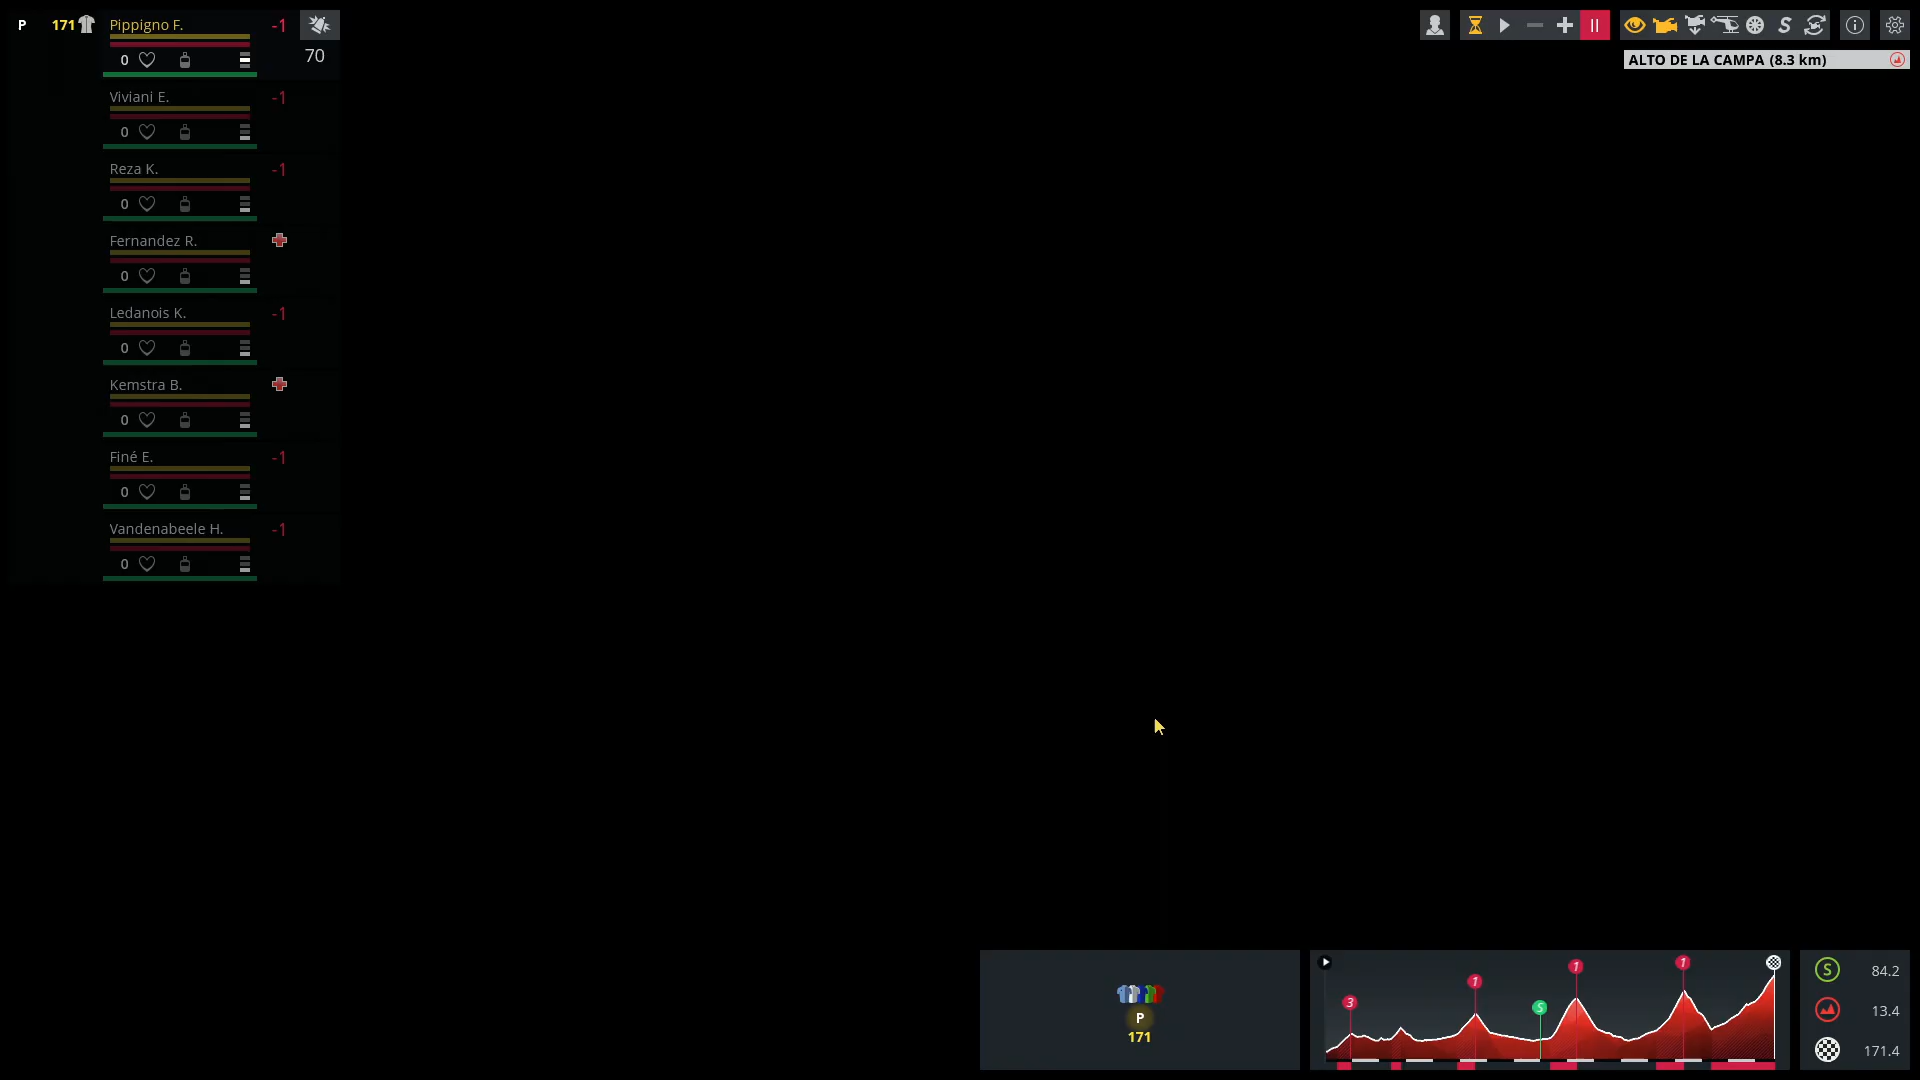 P 171 Pippigno F. -1
0 70
Viviani E. -1
0
Reza K. -1
0
Fernandez R.
0
Ledanois K. -1
0
Kemstra B.
0
Finé E. -1
0
Vandenabeele H. -1
0
S
ALTO DE LA CAMPA (8.3 km)
P
171
3
1
S
1
1
S 84.2
13.4
171.4